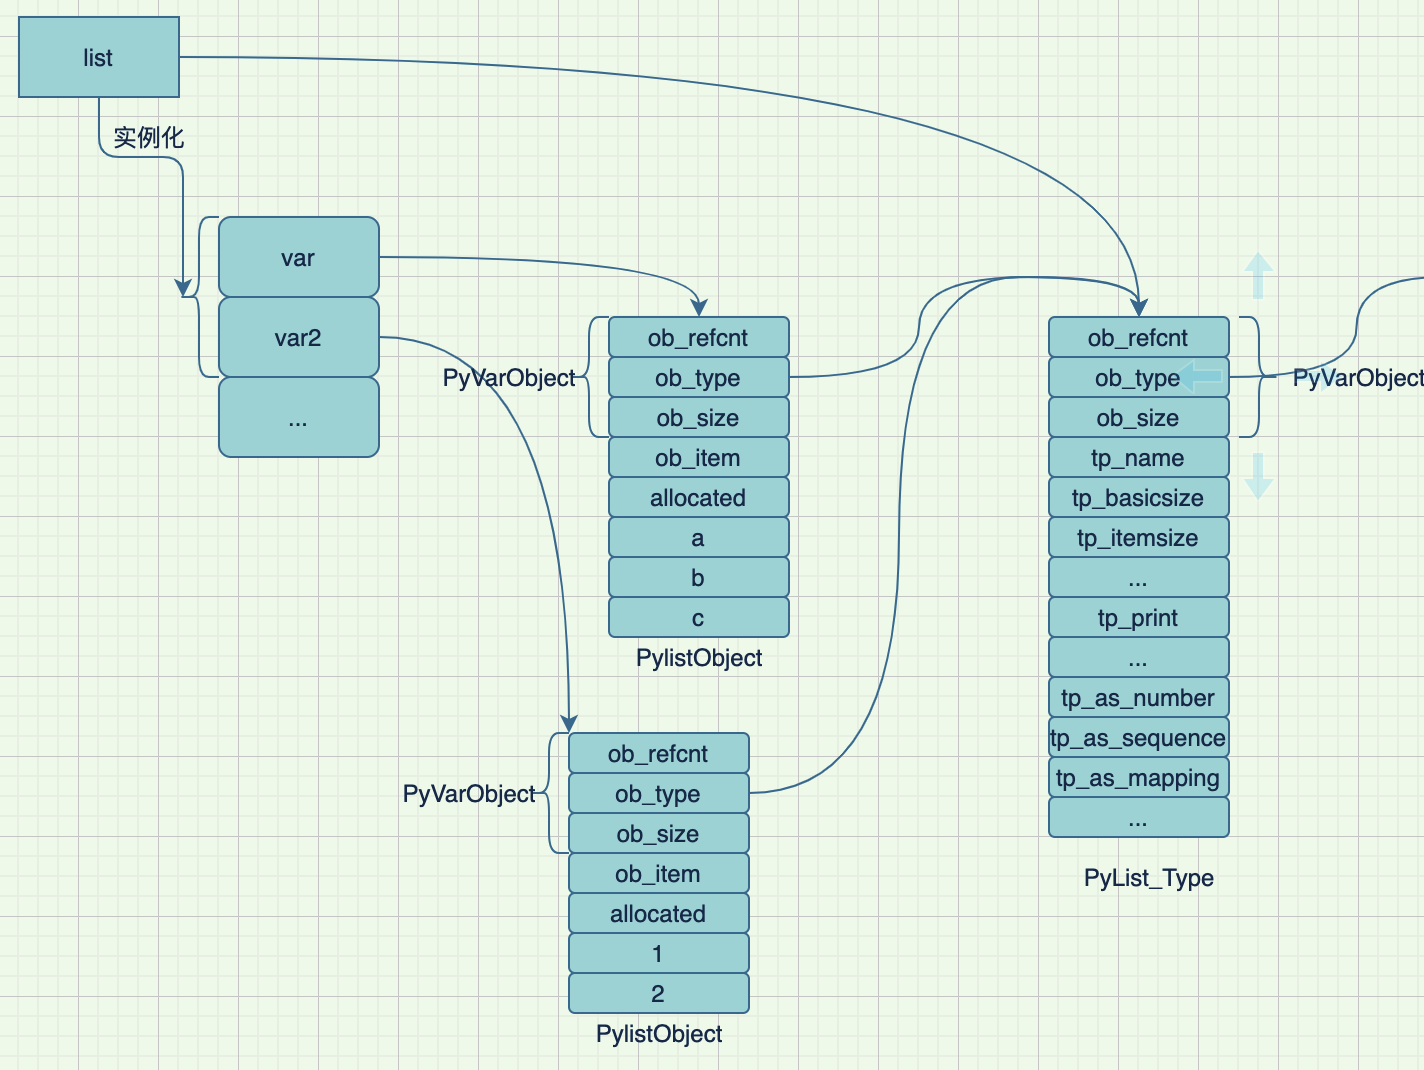 list
实例化
var
var2
...
PyVarObject
ob_refcnt
ob_type
ob_size
ob_item
allocated
a
b
c
PylistObject
PyVarObject
ob_refcnt
ob_type
ob_size
ob_item
allocated
1
2
PylistObject
ob_refcnt
ob_type
ob_size
tp_name
tp_basicsize
tp_itemsize
...
tp_print
...
tp_as_number
tp_as_sequence
tp_as_mapping
...
PyList_Type
PyVarObject